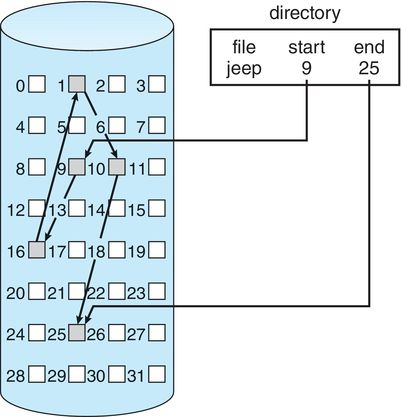 directory
file start end
jeep 9 25
0 1 2 3
4 5 6 7
8 9 10 11
12 13 14 15
16 17 18 19
20 21 22 23
24 25 26 27
28 29 30 31